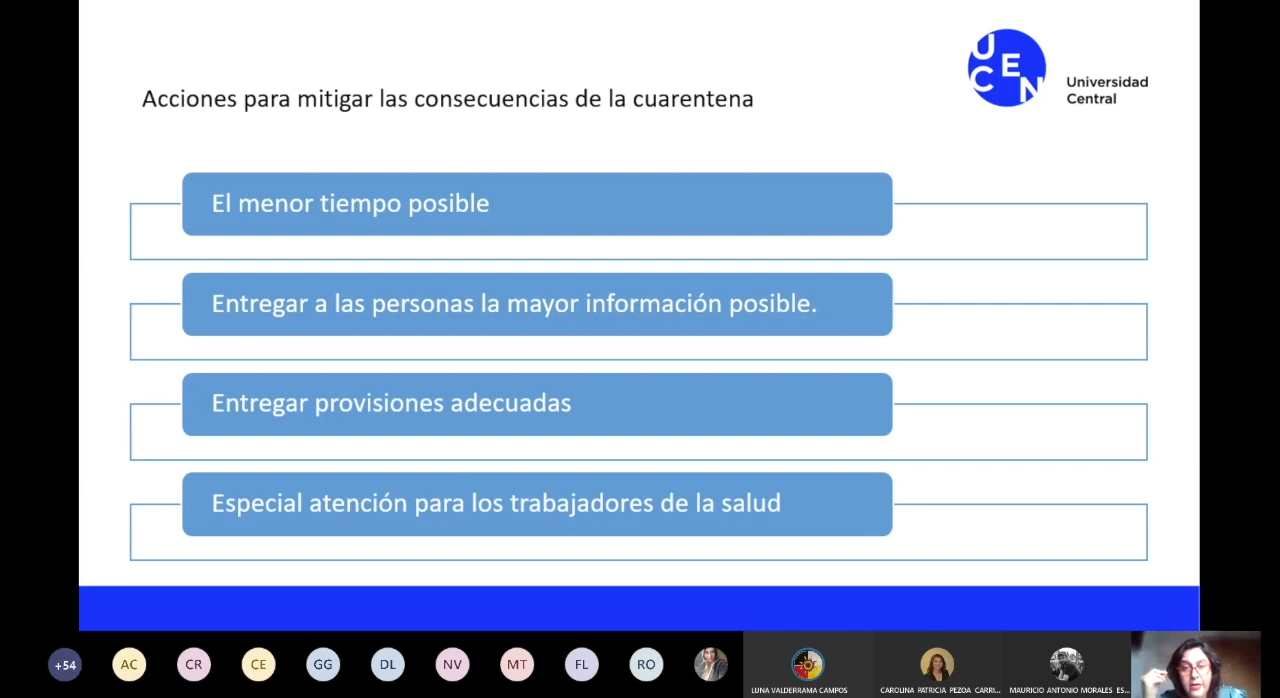 UCEN
Universidad
Central
Acciones para mitigar las consecuencias de la cuarentena
El menor tiempo posible
Entregar a las personas la mayor información posible.
Entregar provisiones adecuadas
Especial atención para los trabajadores de la salud
+54
AC
CR
CE
GG
DL
NV
MT
FL
RO
LUNA VALDERRAMA CAMPOS
CAROLINA PATRICIA PEZOA CARRI...
MAURICIO ANTONIO MORALES ES...